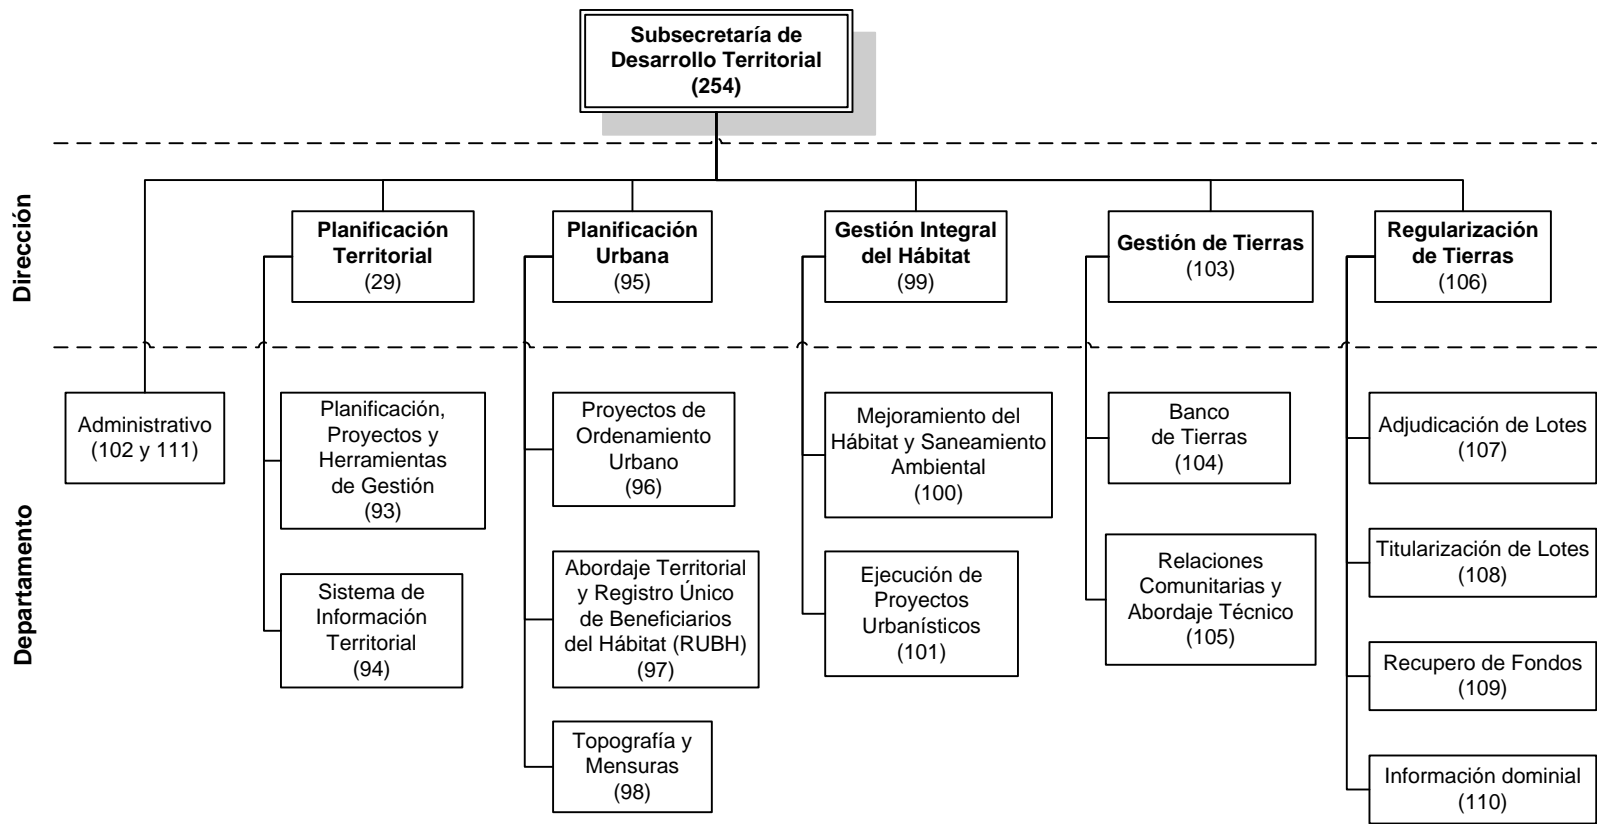 Subsecretaría de
Desarrollo Territorial
(254)
Dirección
Planificación
Territorial
(29)
Planificación
Urbana
(95)
Gestión Integral
del Hábitat
(99)
Gestión de Tierras
(103)
Regularización
de Tierras
(106)
Departamento
Administrativo
(102 y 111)
Planificación,
Proyectos y
Herramientas
de Gestión
(93)
Sistema de
Información
Territorial
(94)
Proyectos de
Ordenamiento
Urbano
(96)
Abordaje Territorial
y Registro Único
de Beneficiarios
del Hábitat (RUBH)
(97)
Topografía y
Mensuras
(98)
Mejoramiento del
Hábitat y Saneamiento
Ambiental
(100)
Ejecución de
Proyectos
Urbanísticos
(101)
Banco
de Tierras
(104)
Relaciones
Comunitarias y
Abordaje Técnico
(105)
Adjudicación de Lotes
(107)
Titularización de Lotes
(108)
Recupero de Fondos
(109)
Información dominial
(110)